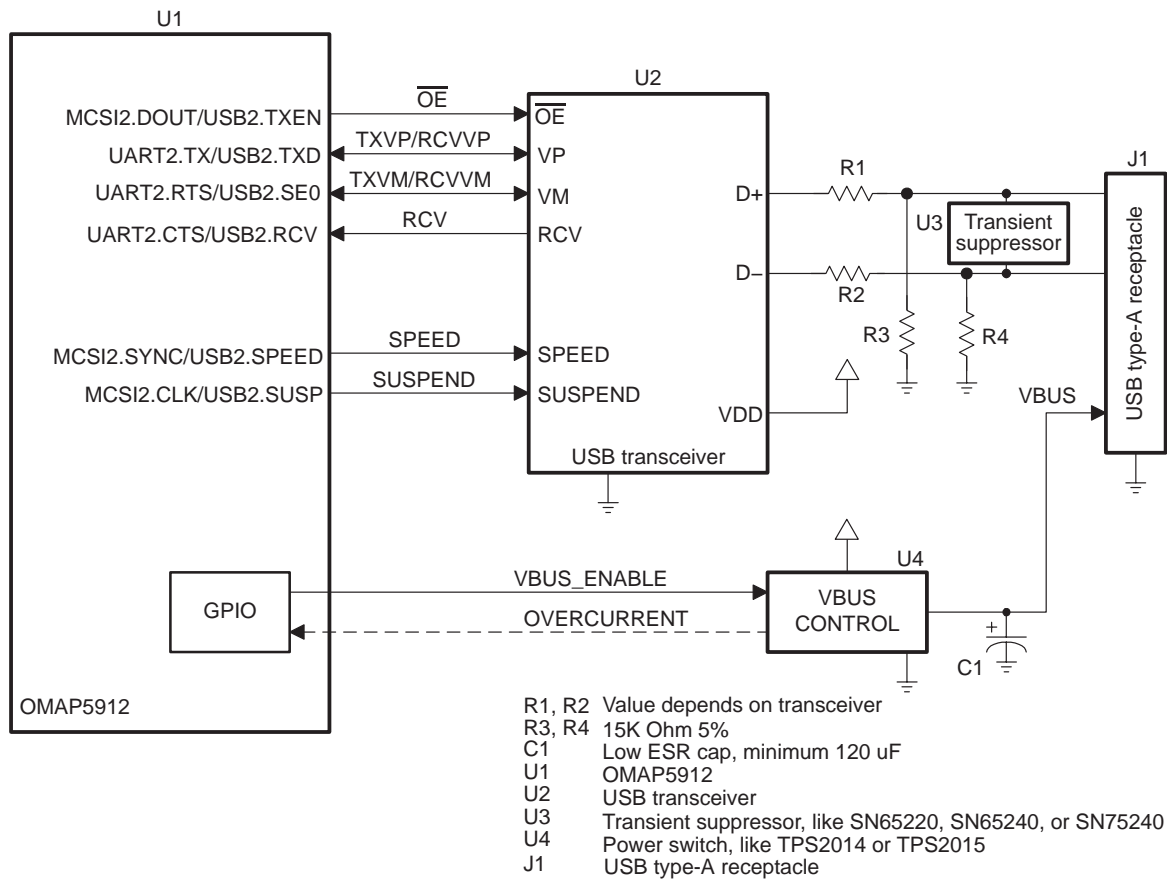 U1
U2
MCSI2.DOUT/USB2.TXEN
OE
OE
UART2.TX/USB2.TXD
TXVP/RCVVP
VP
UART2.RTS/USB2.SE0
TXVM/RCVVM
VM
UART2.CTS/USB2.RCV
RCV
RCV
D+
R1
J1
U3
Transient
suppressor
D–
R2
R3
R4
USB type-A receptacle
MCSI2.SYNC/USB2.SPEED
SPEED
SPEED
MCSI2.CLK/USB2.SUSP
SUSPEND
SUSPEND
VDD
VBUS
USB transceiver
GPIO
VBUS_ENABLE
OVERCURRENT
U4
VBUS
CONTROL
+
C1
OMAP5912
R1, R2 Value depends on transceiver
R3, R4 15K Ohm 5%
C1 Low ESR cap, minimum 120 uF
U1 OMAP5912
U2 USB transceiver
U3 Transient suppressor, like SN65220, SN65240, or SN75240
U4 Power switch, like TPS2014 or TPS2015
J1 USB type-A receptacle